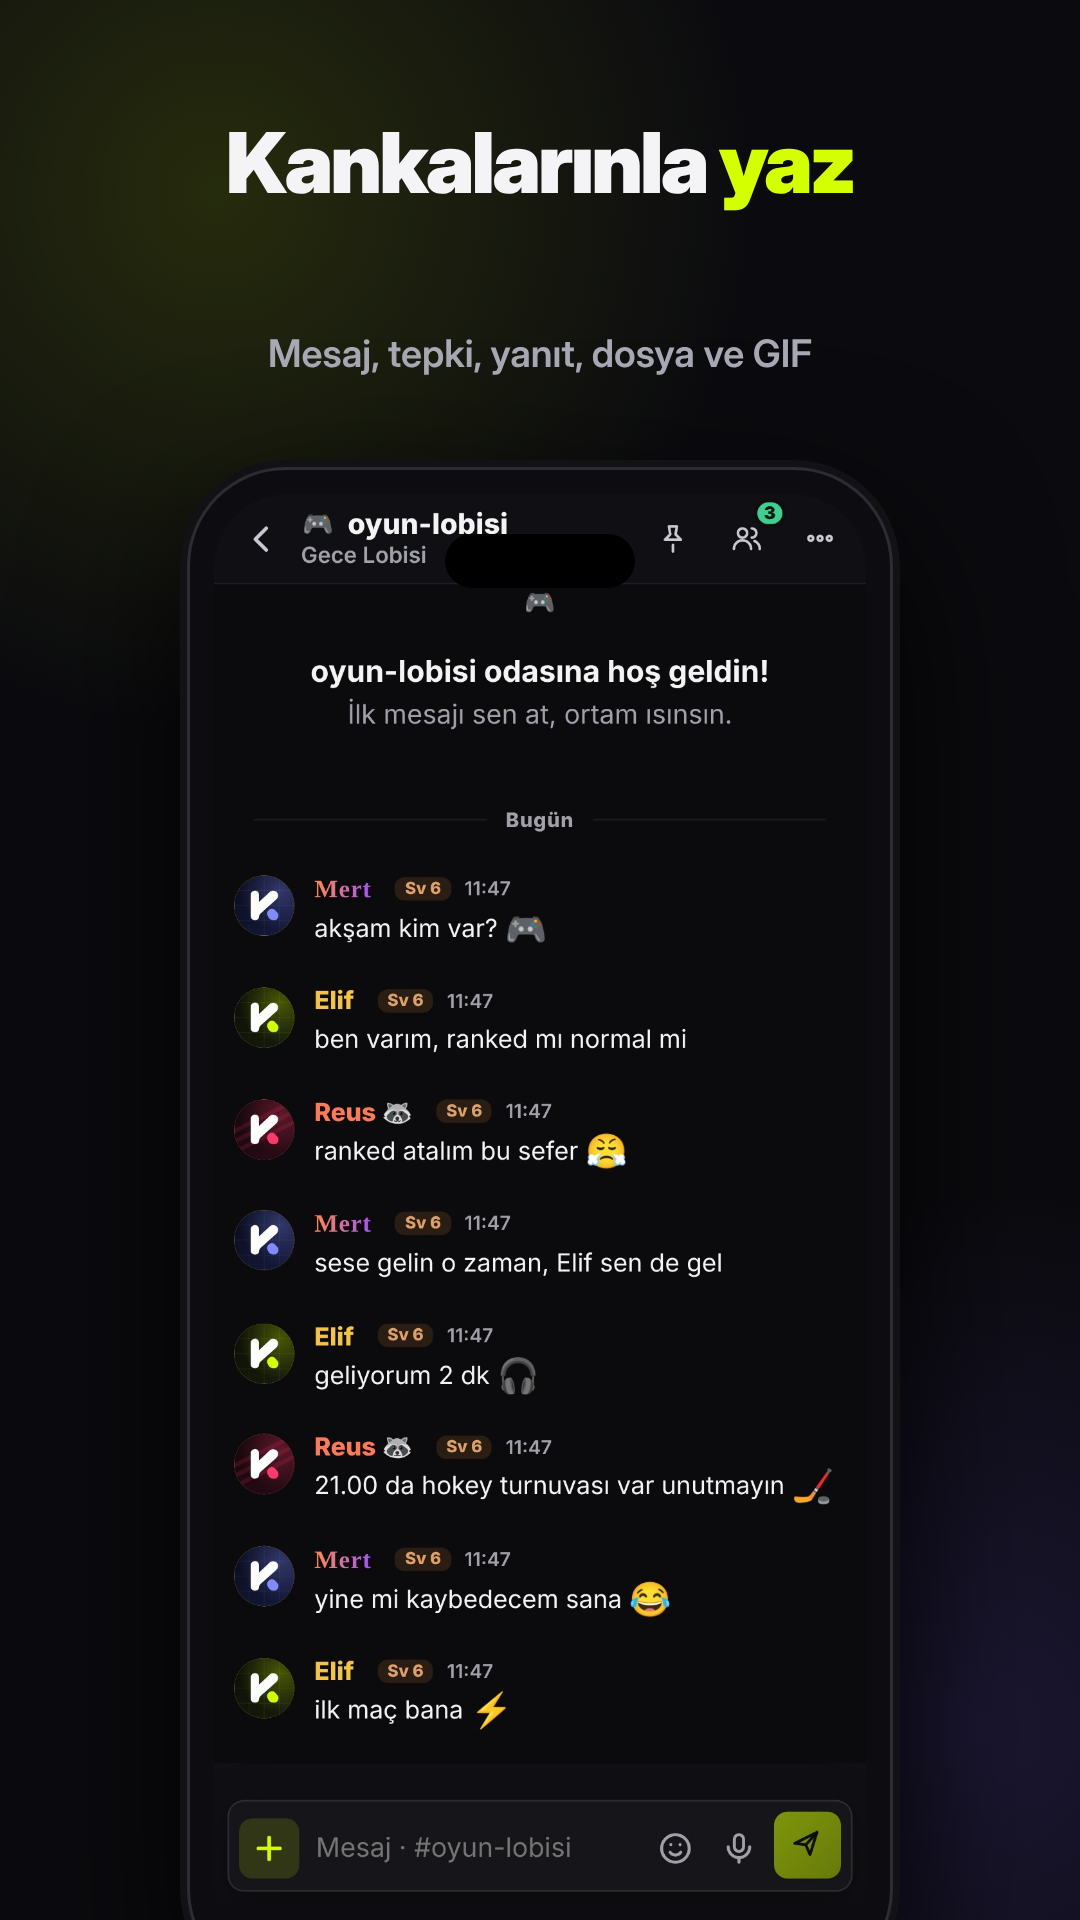 Kankalarınla yaz
Mesaj, tepki, yanıt, dosya ve GIF
🎮 oyun-lobisi
Gece Lobisi
3
🎮
oyun-lobisi odasına hoş geldin!
İlk mesajı sen at, ortam ısınsın.
Bugün
Mert Sv 6 11:47
akşam kim var? 🎮
Elif Sv 6 11:47
ben varım, ranked mı normal mi
Reus 🦝 Sv 6 11:47
ranked atalım bu sefer 😤
Mert Sv 6 11:47
sese gelin o zaman, Elif sen de gel
Elif Sv 6 11:47
geliyorum 2 dk 🎧
Reus 🦝 Sv 6 11:47
21.00 da hokey turnuvası var unutmayın 🏒
Mert Sv 6 11:47
yine mi kaybedecem sana 😂
Elif Sv 6 11:47
ilk maç bana ⚡
Mesaj · #oyun-lobisi